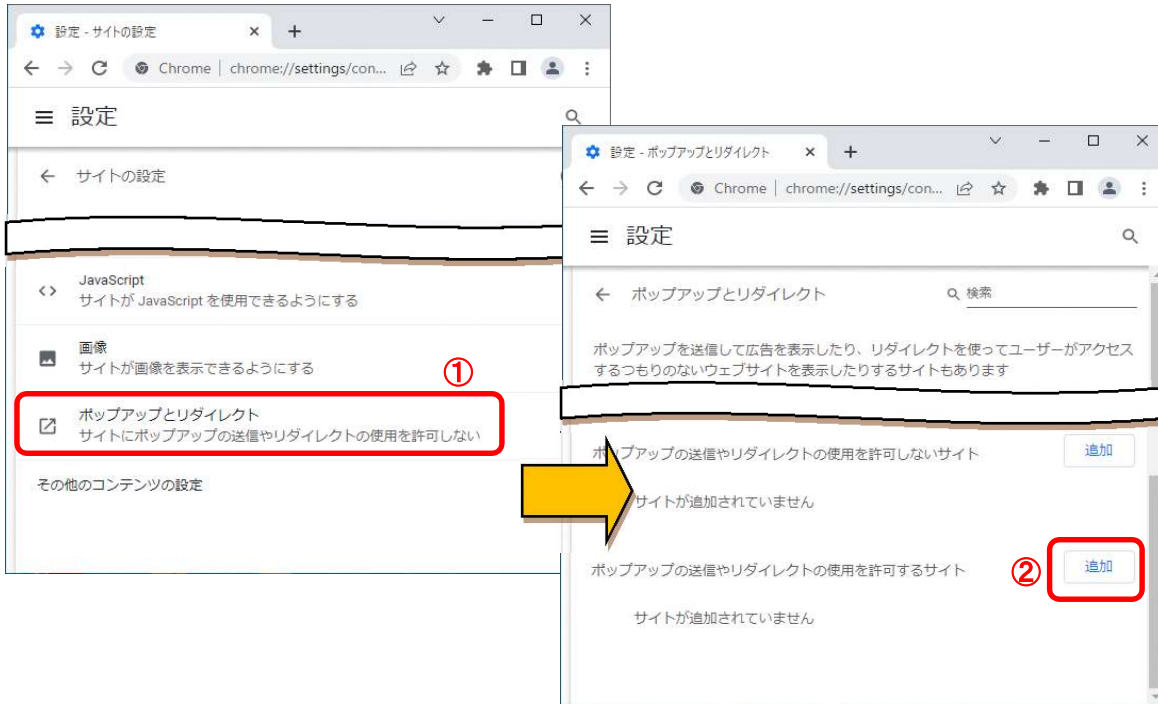 設定 - サイトの設定
Chrome | chrome://settings/con...
設定
サイトの設定
JavaScript
サイトが JavaScript を使用できるようにする
画像
サイトが画像を表示できるようにする
①
ポップアップとリダイレクト
サイトにポップアップの送信やリダイレクトの使用を許可しない
その他のコンテンツの設定
設定 - ポップアップとリダイレクト
Chrome | chrome://settings/con...
設定
ポップアップとリダイレクト
検索
ポップアップを送信して広告を表示したり、リダイレクトを使ってユーザーがアクセス
するつもりのないウェブサイトを表示したりするサイトもあります
ポップアップの送信やリダイレクトの使用を許可しないサイト
追加
サイトが追加されていません
ポップアップの送信やリダイレクトの使用を許可するサイト
②
追加
サイトが追加されていません